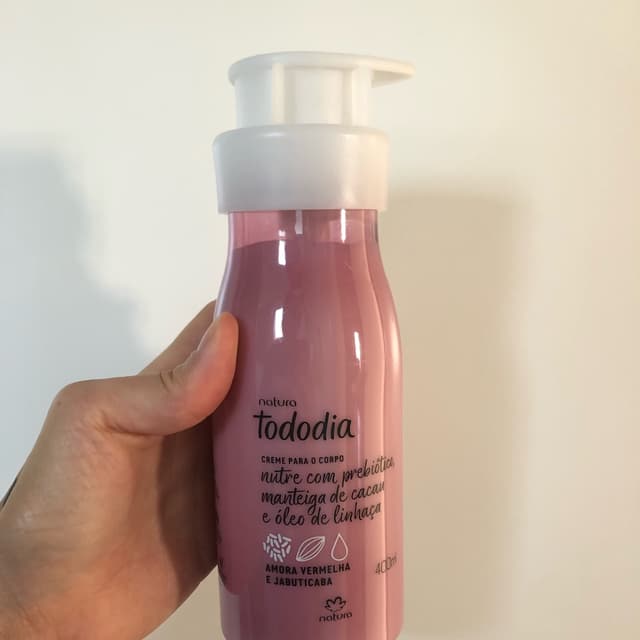 natura
tododia
CREME PARA O CORPO
nutre com prebiótico,
manteiga de cacau
e óleo de linhaça
AMORA VERMELHA
E JABUTICABA
400ml
natura